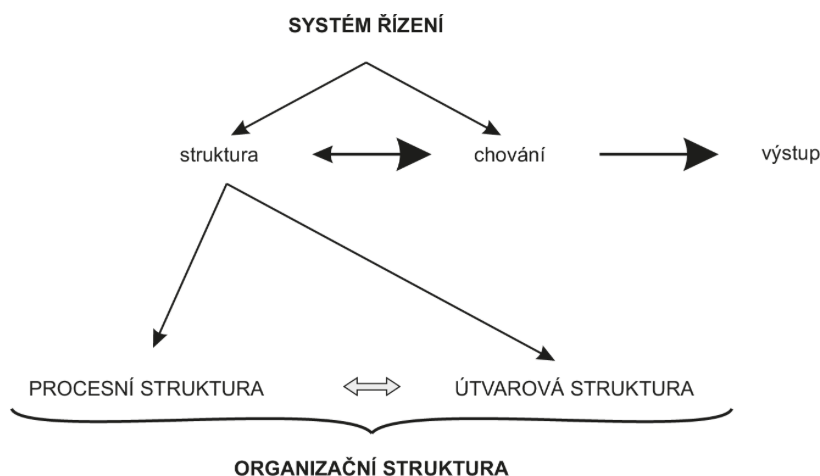 SYSTÉM ŘÍZENÍ
struktura
chování
výstup
PROCESNÍ STRUKTURA
ÚTVAROVÁ STRUKTURA
ORGANIZAČNÍ STRUKTURA